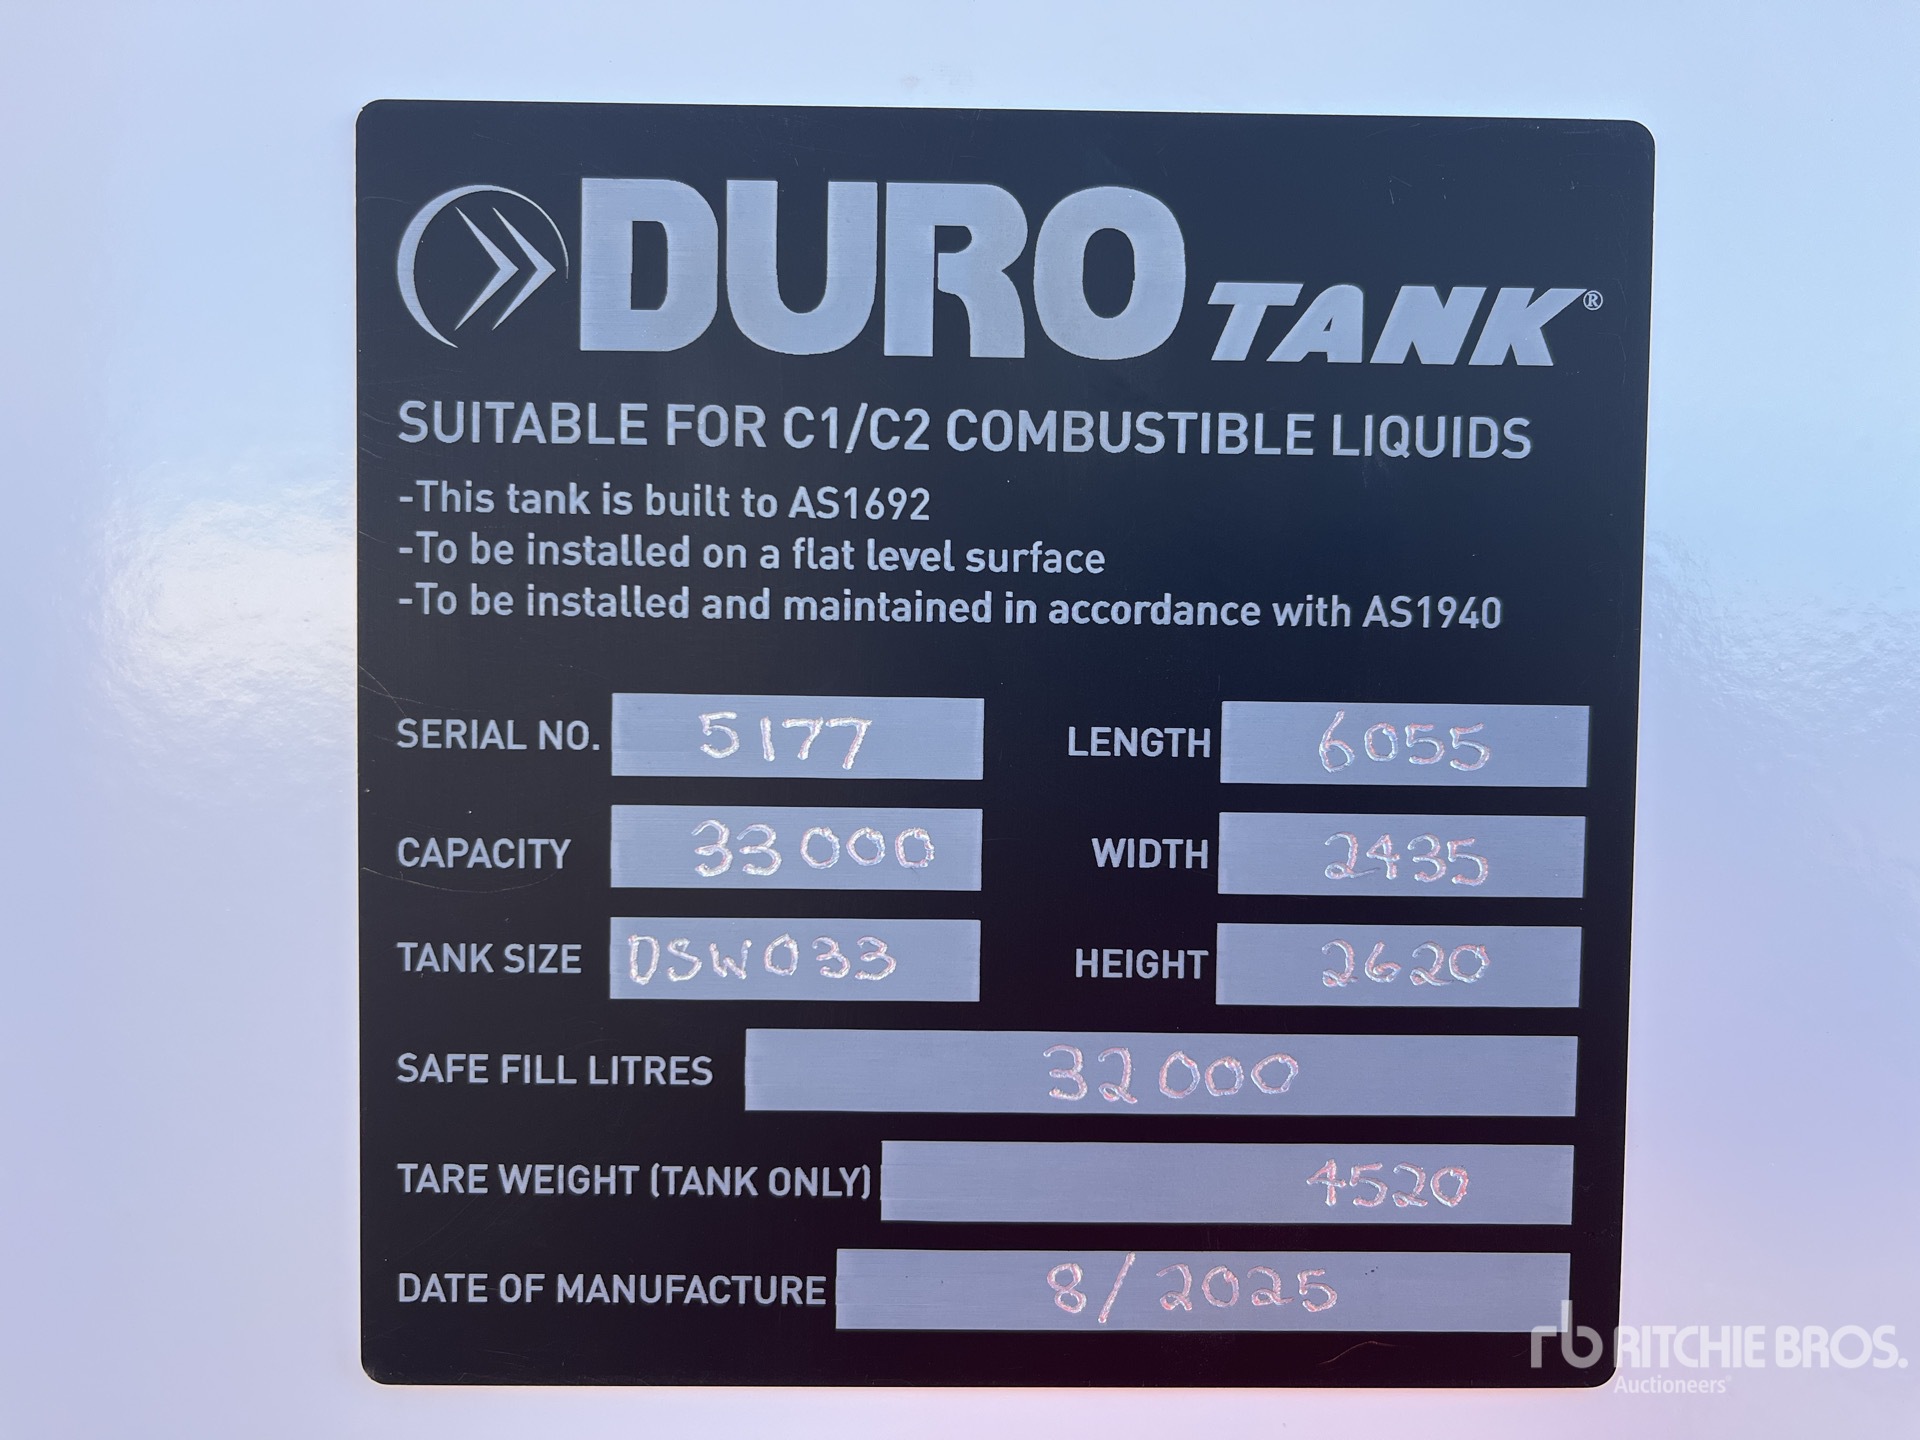 DURO TANK®
SUITABLE FOR C1/C2 COMBUSTIBLE LIQUIDS
-This tank is built to AS1692
-To be installed on a flat level surface
-To be installed and maintained in accordance with AS1940
SERIAL NO. 5177 LENGTH 6055
CAPACITY 33000 WIDTH 2435
TANK SIZE DSW033 HEIGHT 2620
SAFE FILL LITRES 32000
TARE WEIGHT (TANK ONLY) 4520
DATE OF MANUFACTURE 8/2025
rb RITCHIE BROS.
Auctioneers